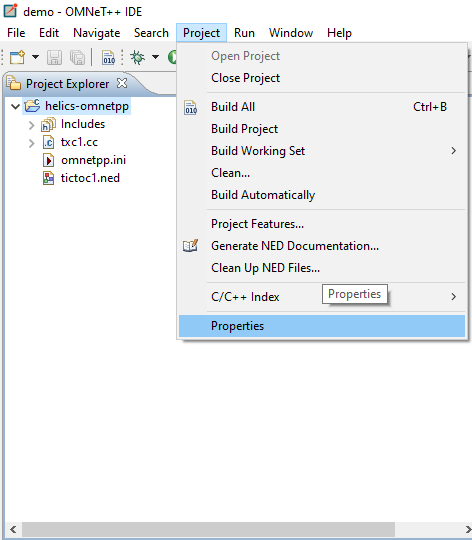 demo - OMNeT++ IDE
File Edit Navigate Search Project Run Window Help
Open Project
Close Project
Build All Ctrl+B
Build Project
Build Working Set
Clean...
Build Automatically
Project Features...
Generate NED Documentation...
Clean Up NED Files...
C/C++ Index
Properties
Properties
Project Explorer
helics-omnetpp
Includes
txc1.cc
omnetpp.ini
tictoc1.ned